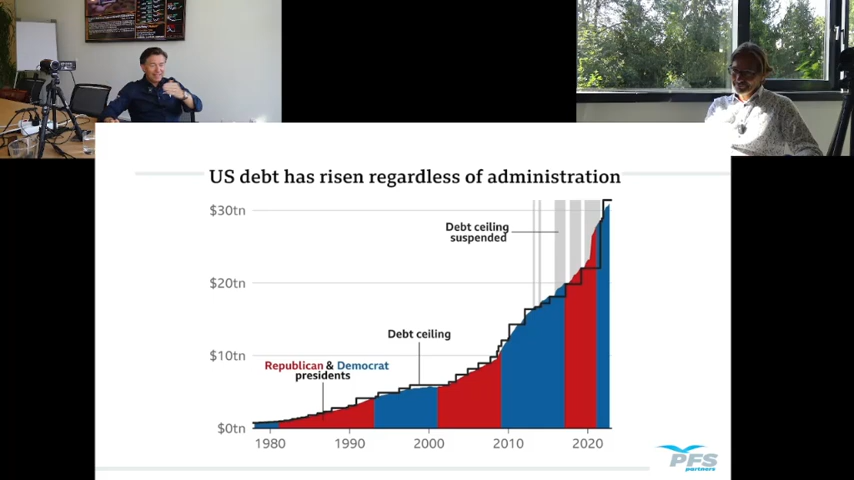 US debt has risen regardless of administration
$30tn
Debt ceiling
suspended
$20tn
Debt ceiling
$10tn
Republican & Democrat
presidents
$0tn
1980 1990 2000 2010 2020
PFS
partners